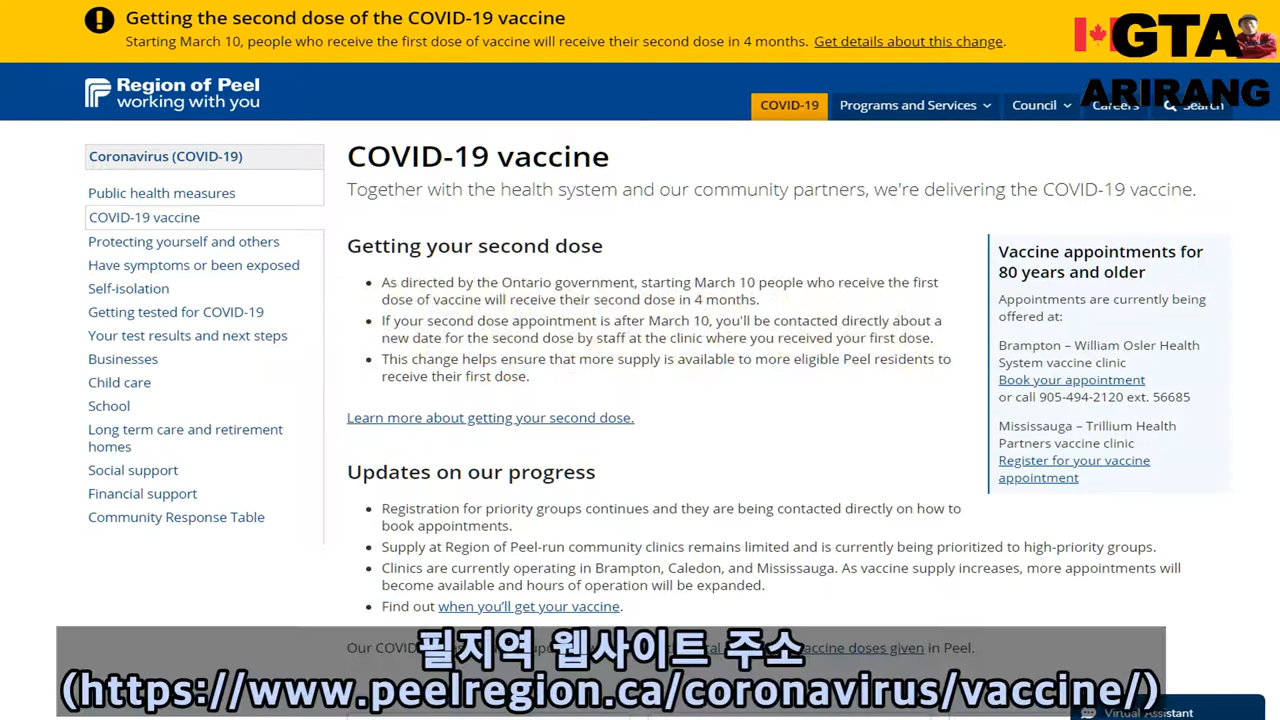 Getting the second dose of the COVID-19 vaccine
Starting March 10, people who receive the first dose of vaccine will receive their second dose in 4 months. Get details about this change.
GTA
ARIRANG
Region of Peel
working with you
COVID-19
Programs and Services
Council
Careers
Search
Coronavirus (COVID-19)
Public health measures
COVID-19 vaccine
Protecting yourself and others
Have symptoms or been exposed
Self-isolation
Getting tested for COVID-19
Your test results and next steps
Businesses
Child care
School
Long term care and retirement
homes
Social support
Financial support
Community Response Table
COVID-19 vaccine
Together with the health system and our community partners, we're delivering the COVID-19 vaccine.
Getting your second dose
As directed by the Ontario government, starting March 10 people who receive the first
dose of vaccine will receive their second dose in 4 months.
If your second dose appointment is after March 10, you'll be contacted directly about a
new date for the second dose by staff at the clinic where you received your first dose.
This change helps ensure that more supply is available to more eligible Peel residents to
receive their first dose.
Learn more about getting your second dose.
Vaccine appointments for
80 years and older
Appointments are currently being
offered at:
Brampton – William Osler Health
System vaccine clinic
Book your appointment
or call 905-494-2120 ext. 56685
Mississauga – Trillium Health
Partners vaccine clinic
Register for your vaccine
appointment
Updates on our progress
Registration for priority groups continues and they are being contacted directly on how to
book appointments.
Supply at Region of Peel-run community clinics remains limited and is currently being prioritized to high-priority groups.
Clinics are currently operating in Brampton, Caledon, and Mississauga. As vaccine supply increases, more appointments will
become available and hours of operation will be expanded.
Find out when you'll get your vaccine.
Our vaccine doses given in Peel.
필지역 웹사이트 주소
(https://www.peelregion.ca/coronavirus/vaccine/)
Virtual Assistant